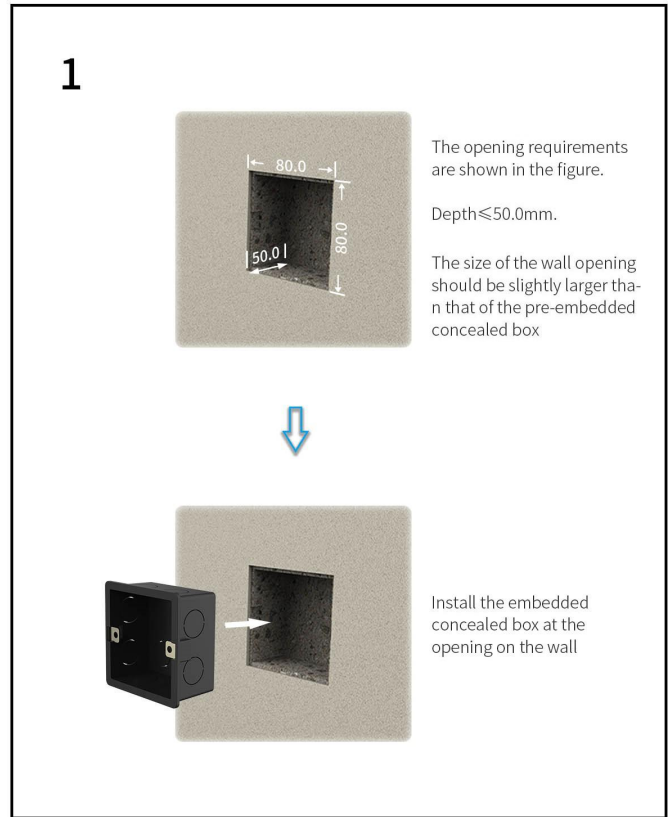 1
80.0
80.0
50.0
The opening requirements
are shown in the figure.
Depth≤50.0mm.
The size of the wall opening
should be slightly larger tha-
n that of the pre-embedded
concealed box
Install the embedded
concealed box at the
opening on the wall